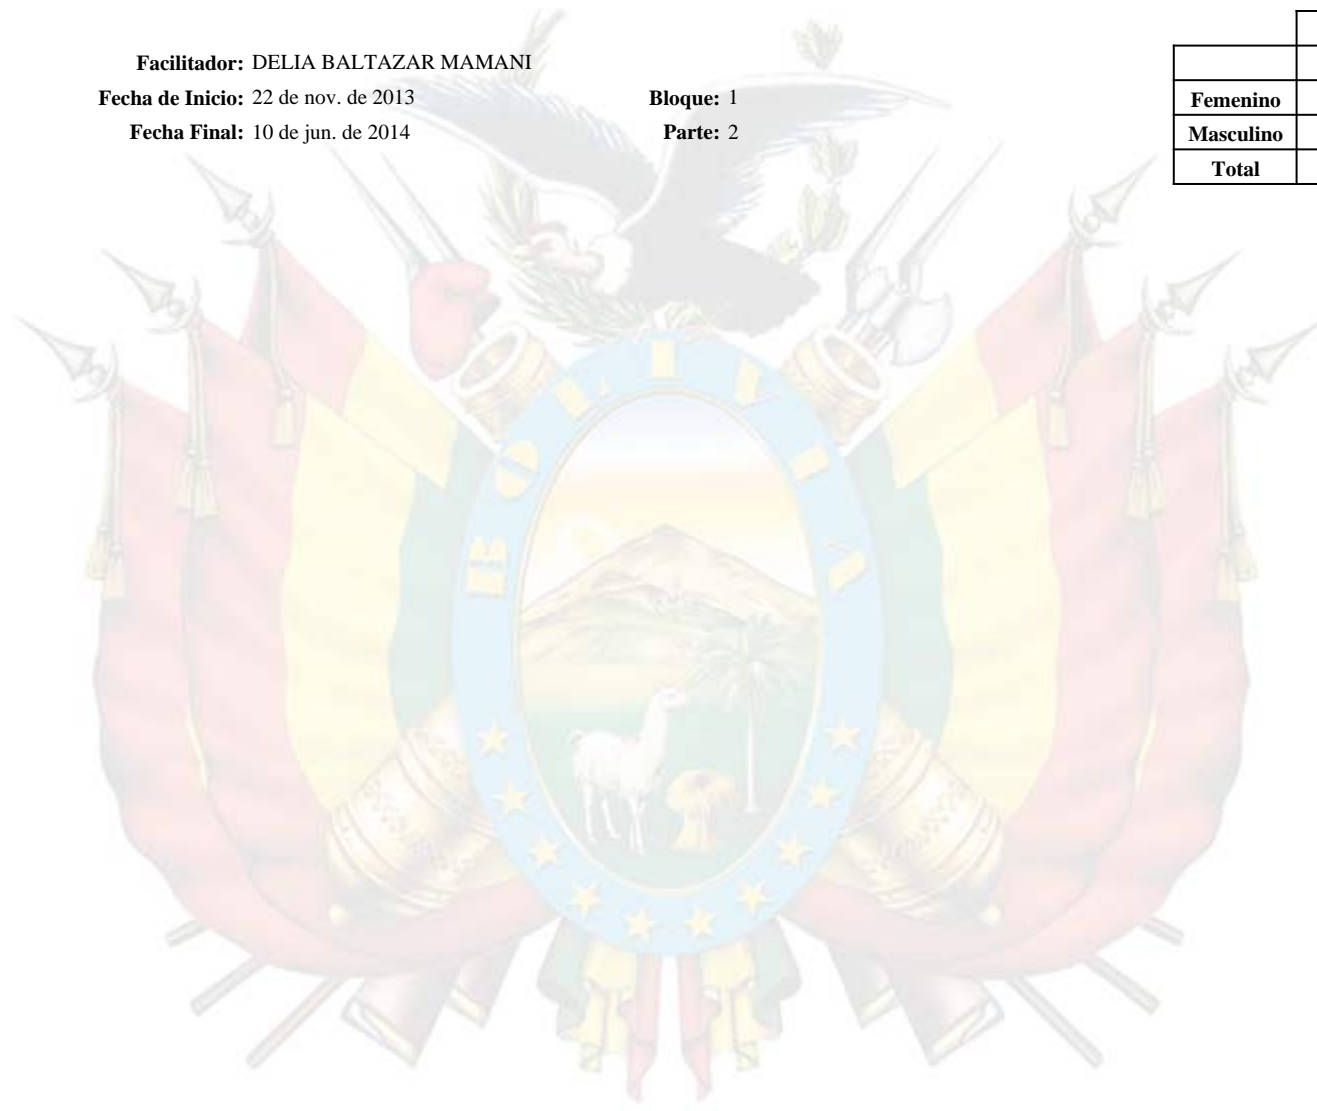 Facilitador: DELIA BALTAZAR MAMANI
Fecha de Inicio: 22 de nov. de 2013 Bloque: 1
Fecha Final: 10 de jun. de 2014 Parte: 2
Femenino
Masculino
Total
BOLIVIA